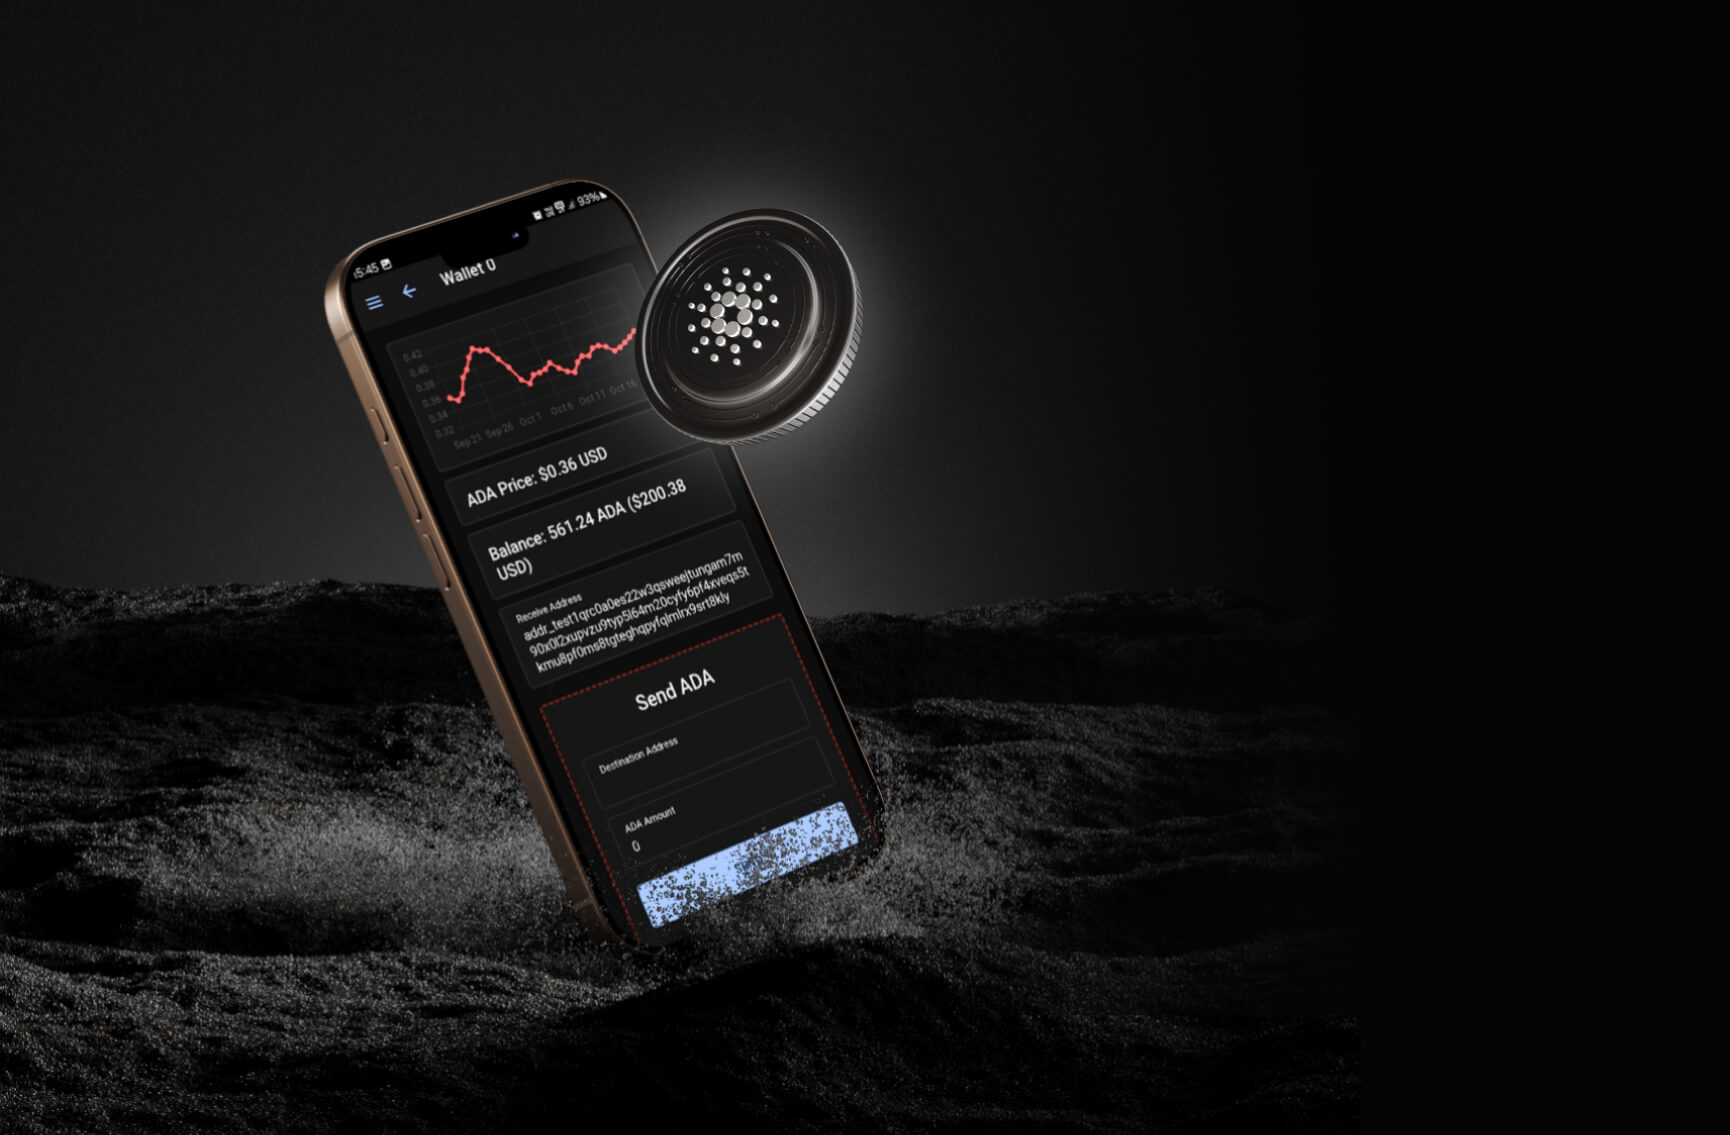 5:45
93%
Wallet 0
0.42
0.40
0.38
0.36
0.34
0.32
Sep 21 Sep 26 Oct 1 Oct 6 Oct 11 Oct 16
ADA Price: $0.36 USD
Balance: 561.24 ADA ($200.38
USD)
Receive Address
Send ADA
Destination Address
ADA Amount
0